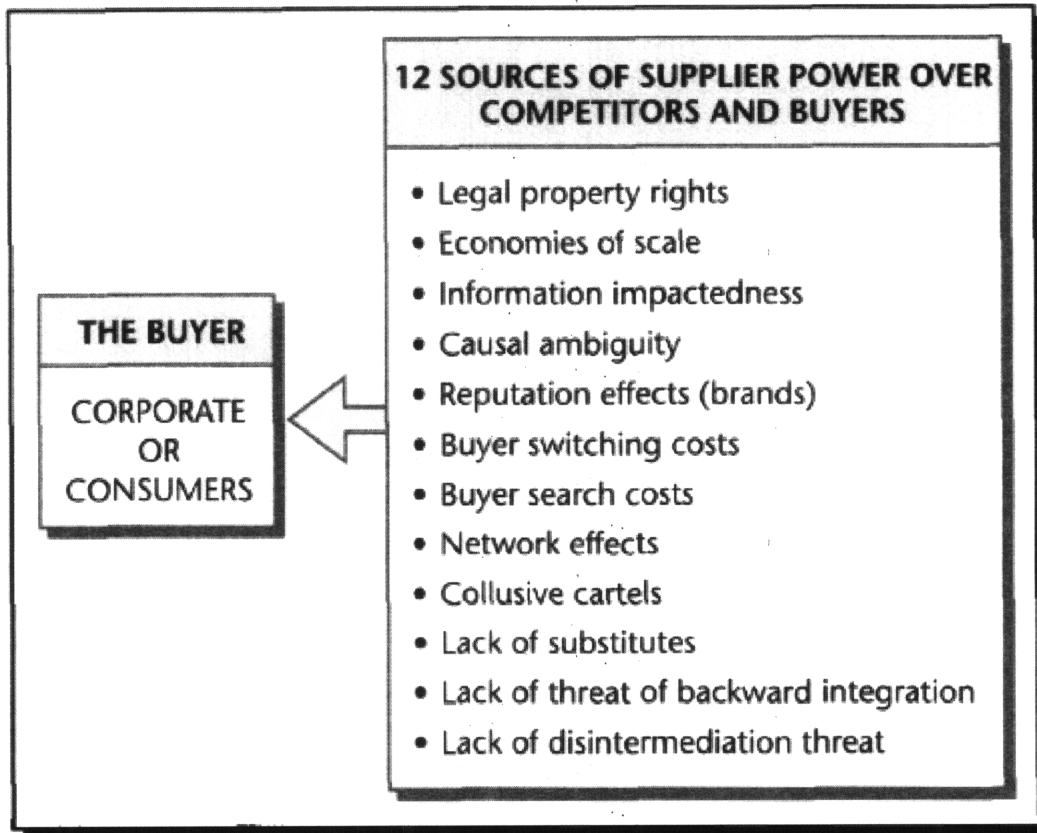 THE BUYER
CORPORATE
OR
CONSUMERS
12 SOURCES OF SUPPLIER POWER OVER
COMPETITORS AND BUYERS
• Legal property rights
• Economies of scale
• Information impactedness
• Causal ambiguity
• Reputation effects (brands)
• Buyer switching costs
• Buyer search costs
• Network effects
• Collusive cartels
• Lack of substitutes
• Lack of threat of backward integration
• Lack of disintermediation threat